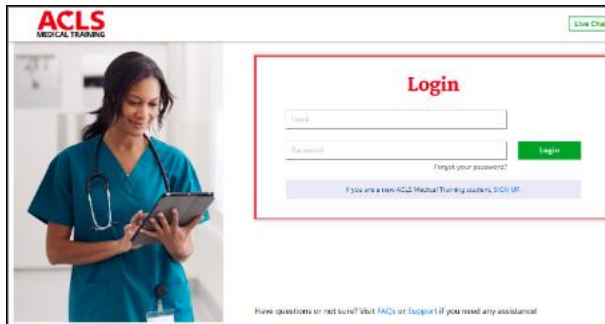 ACLS
MEDICAL TRAINING
Live Cha
Login
Email
Password
Login
Forgot your password?
If you are a new ACLS Medical Training student, SIGN UP.
Have questions or not sure? Visit FAQs or Support if you need any assistance!